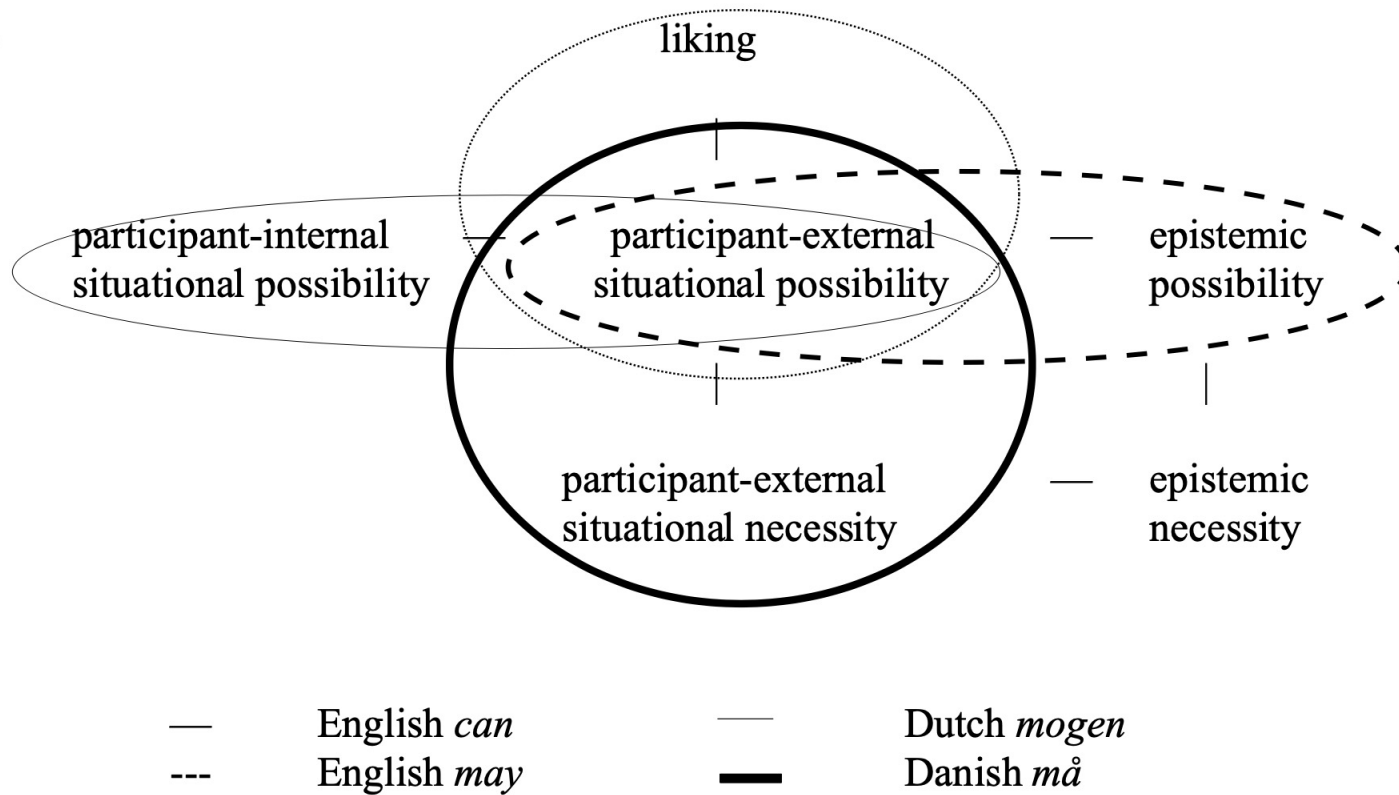 liking
participant-internal participant-external epistemic
situational possibility situational possibility possibility
participant-external epistemic
situational necessity necessity
— English can — Dutch mogen
--- English may — Danish må